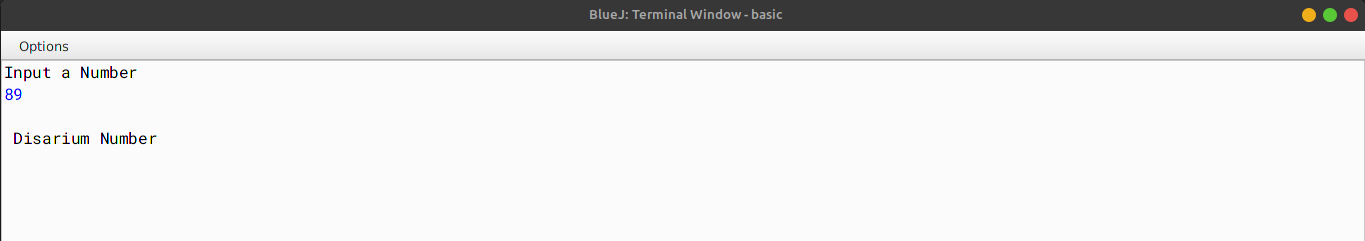 BlueJ: Terminal Window - basic
Options
Input a Number
89
Disarium Number